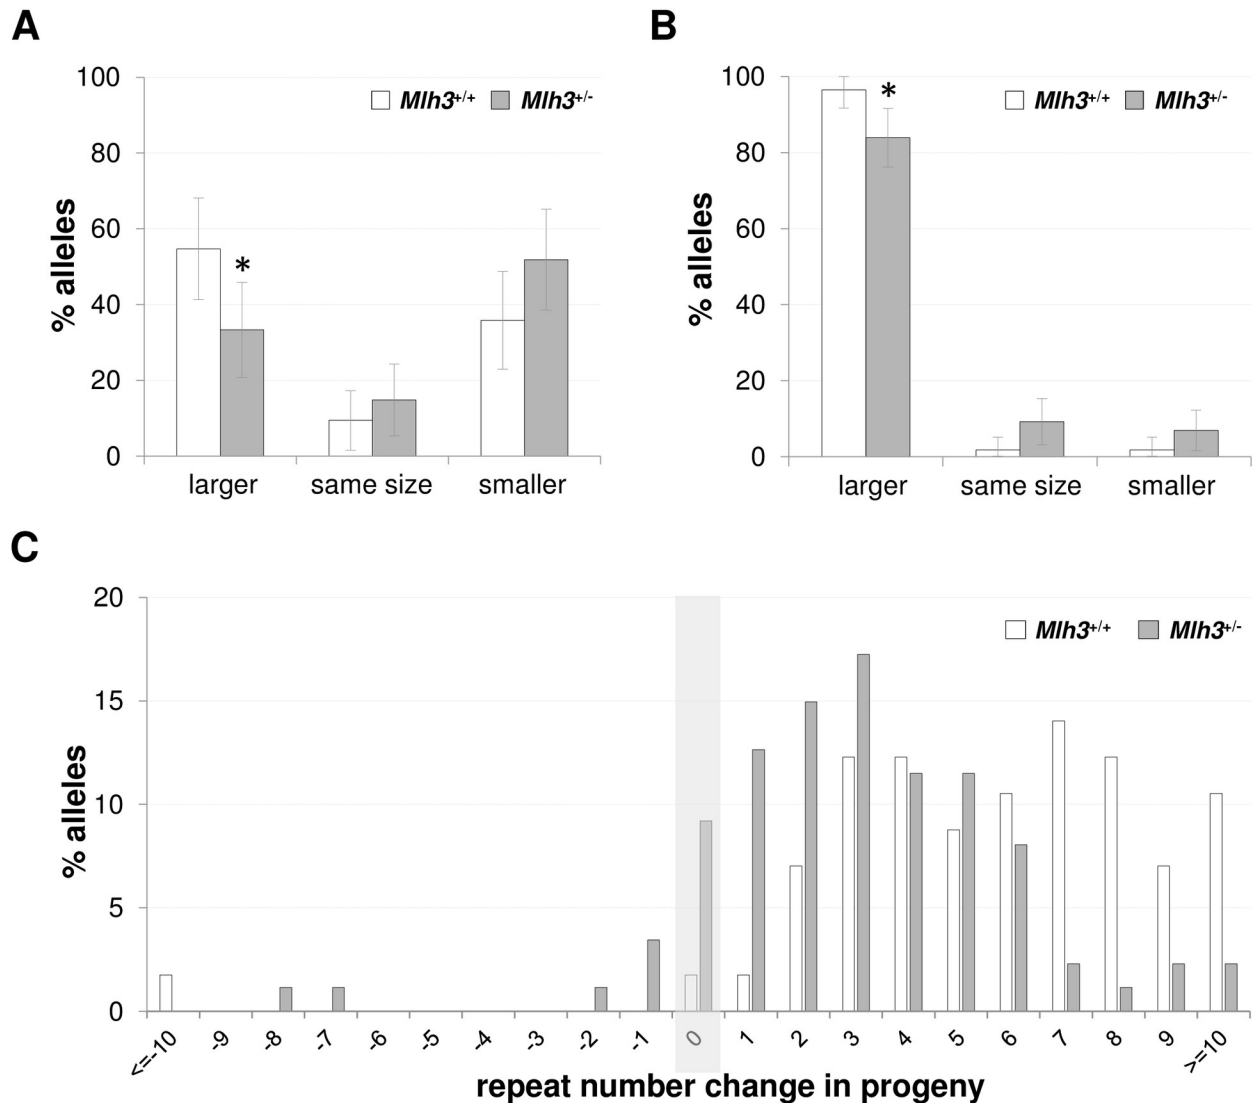 A
B
100
80
60
40
20
0
% alleles
Mlh3+/+ Mlh3+/-
*
larger same size smaller
100
80
60
40
20
0
% alleles
Mlh3+/+ Mlh3+/-
*
larger same size smaller
C
20
15
10
5
0
% alleles
Mlh3+/+ Mlh3+/-
<=-10 -9 -8 -7 -6 -5 -4 -3 -2 -1 0 1 2 3 4 5 6 7 8 9 >=10
repeat number change in progeny